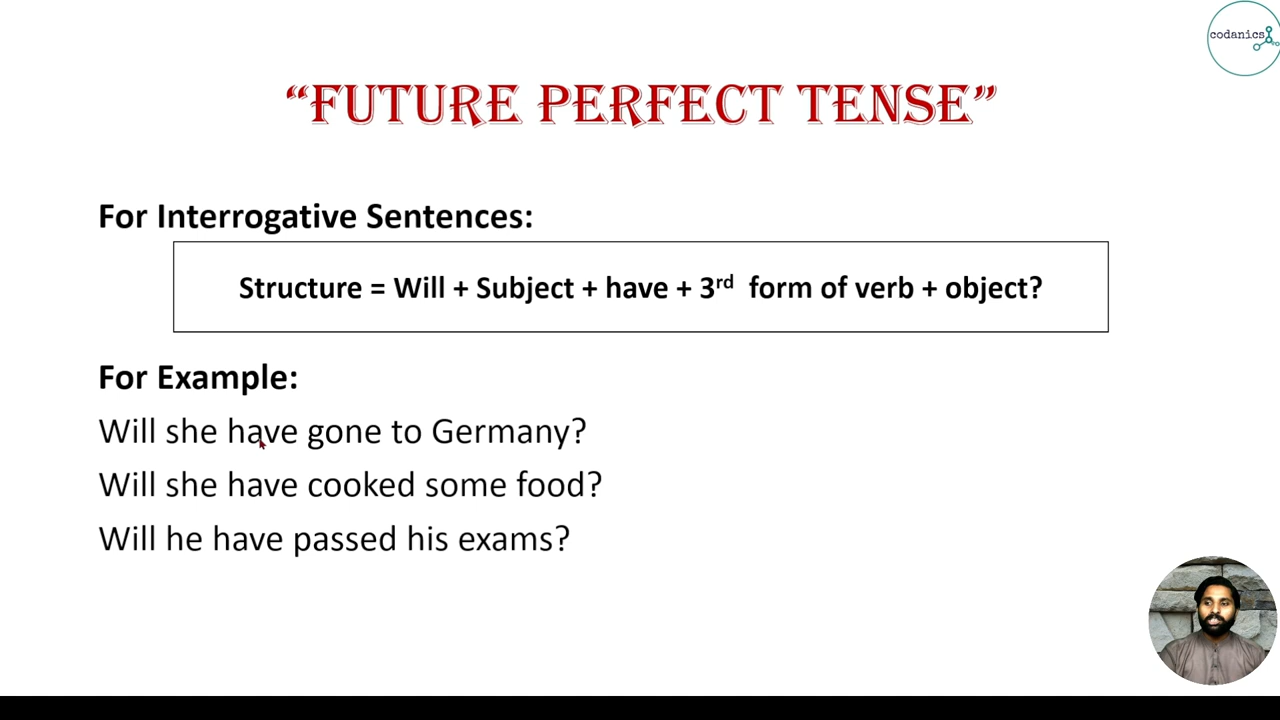 codanics
“FUTURE PERFECT TENSE”
For Interrogative Sentences:
Structure = Will + Subject + have + 3rd form of verb + object?
For Example:
Will she have gone to Germany?
Will she have cooked some food?
Will he have passed his exams?